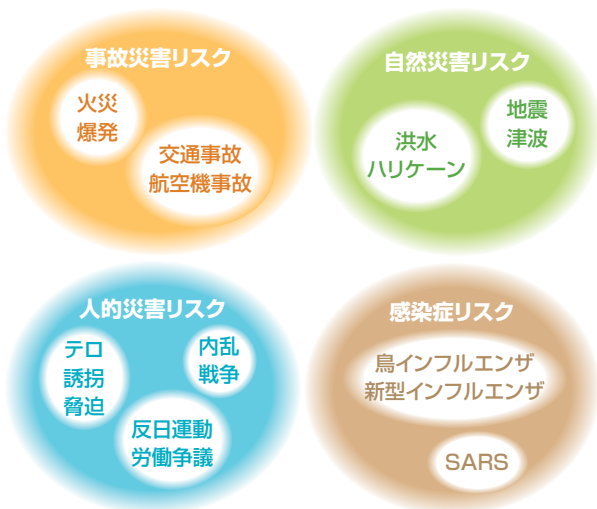 事故災害リスク
火災
爆発
交通事故
航空機事故
自然災害リスク
地震
津波
洪水
ハリケーン
人的災害リスク
テロ
誘拐
脅迫
内乱
戦争
反日運動
労働争議
感染症リスク
鳥インフルエンザ
新型インフルエンザ
SARS